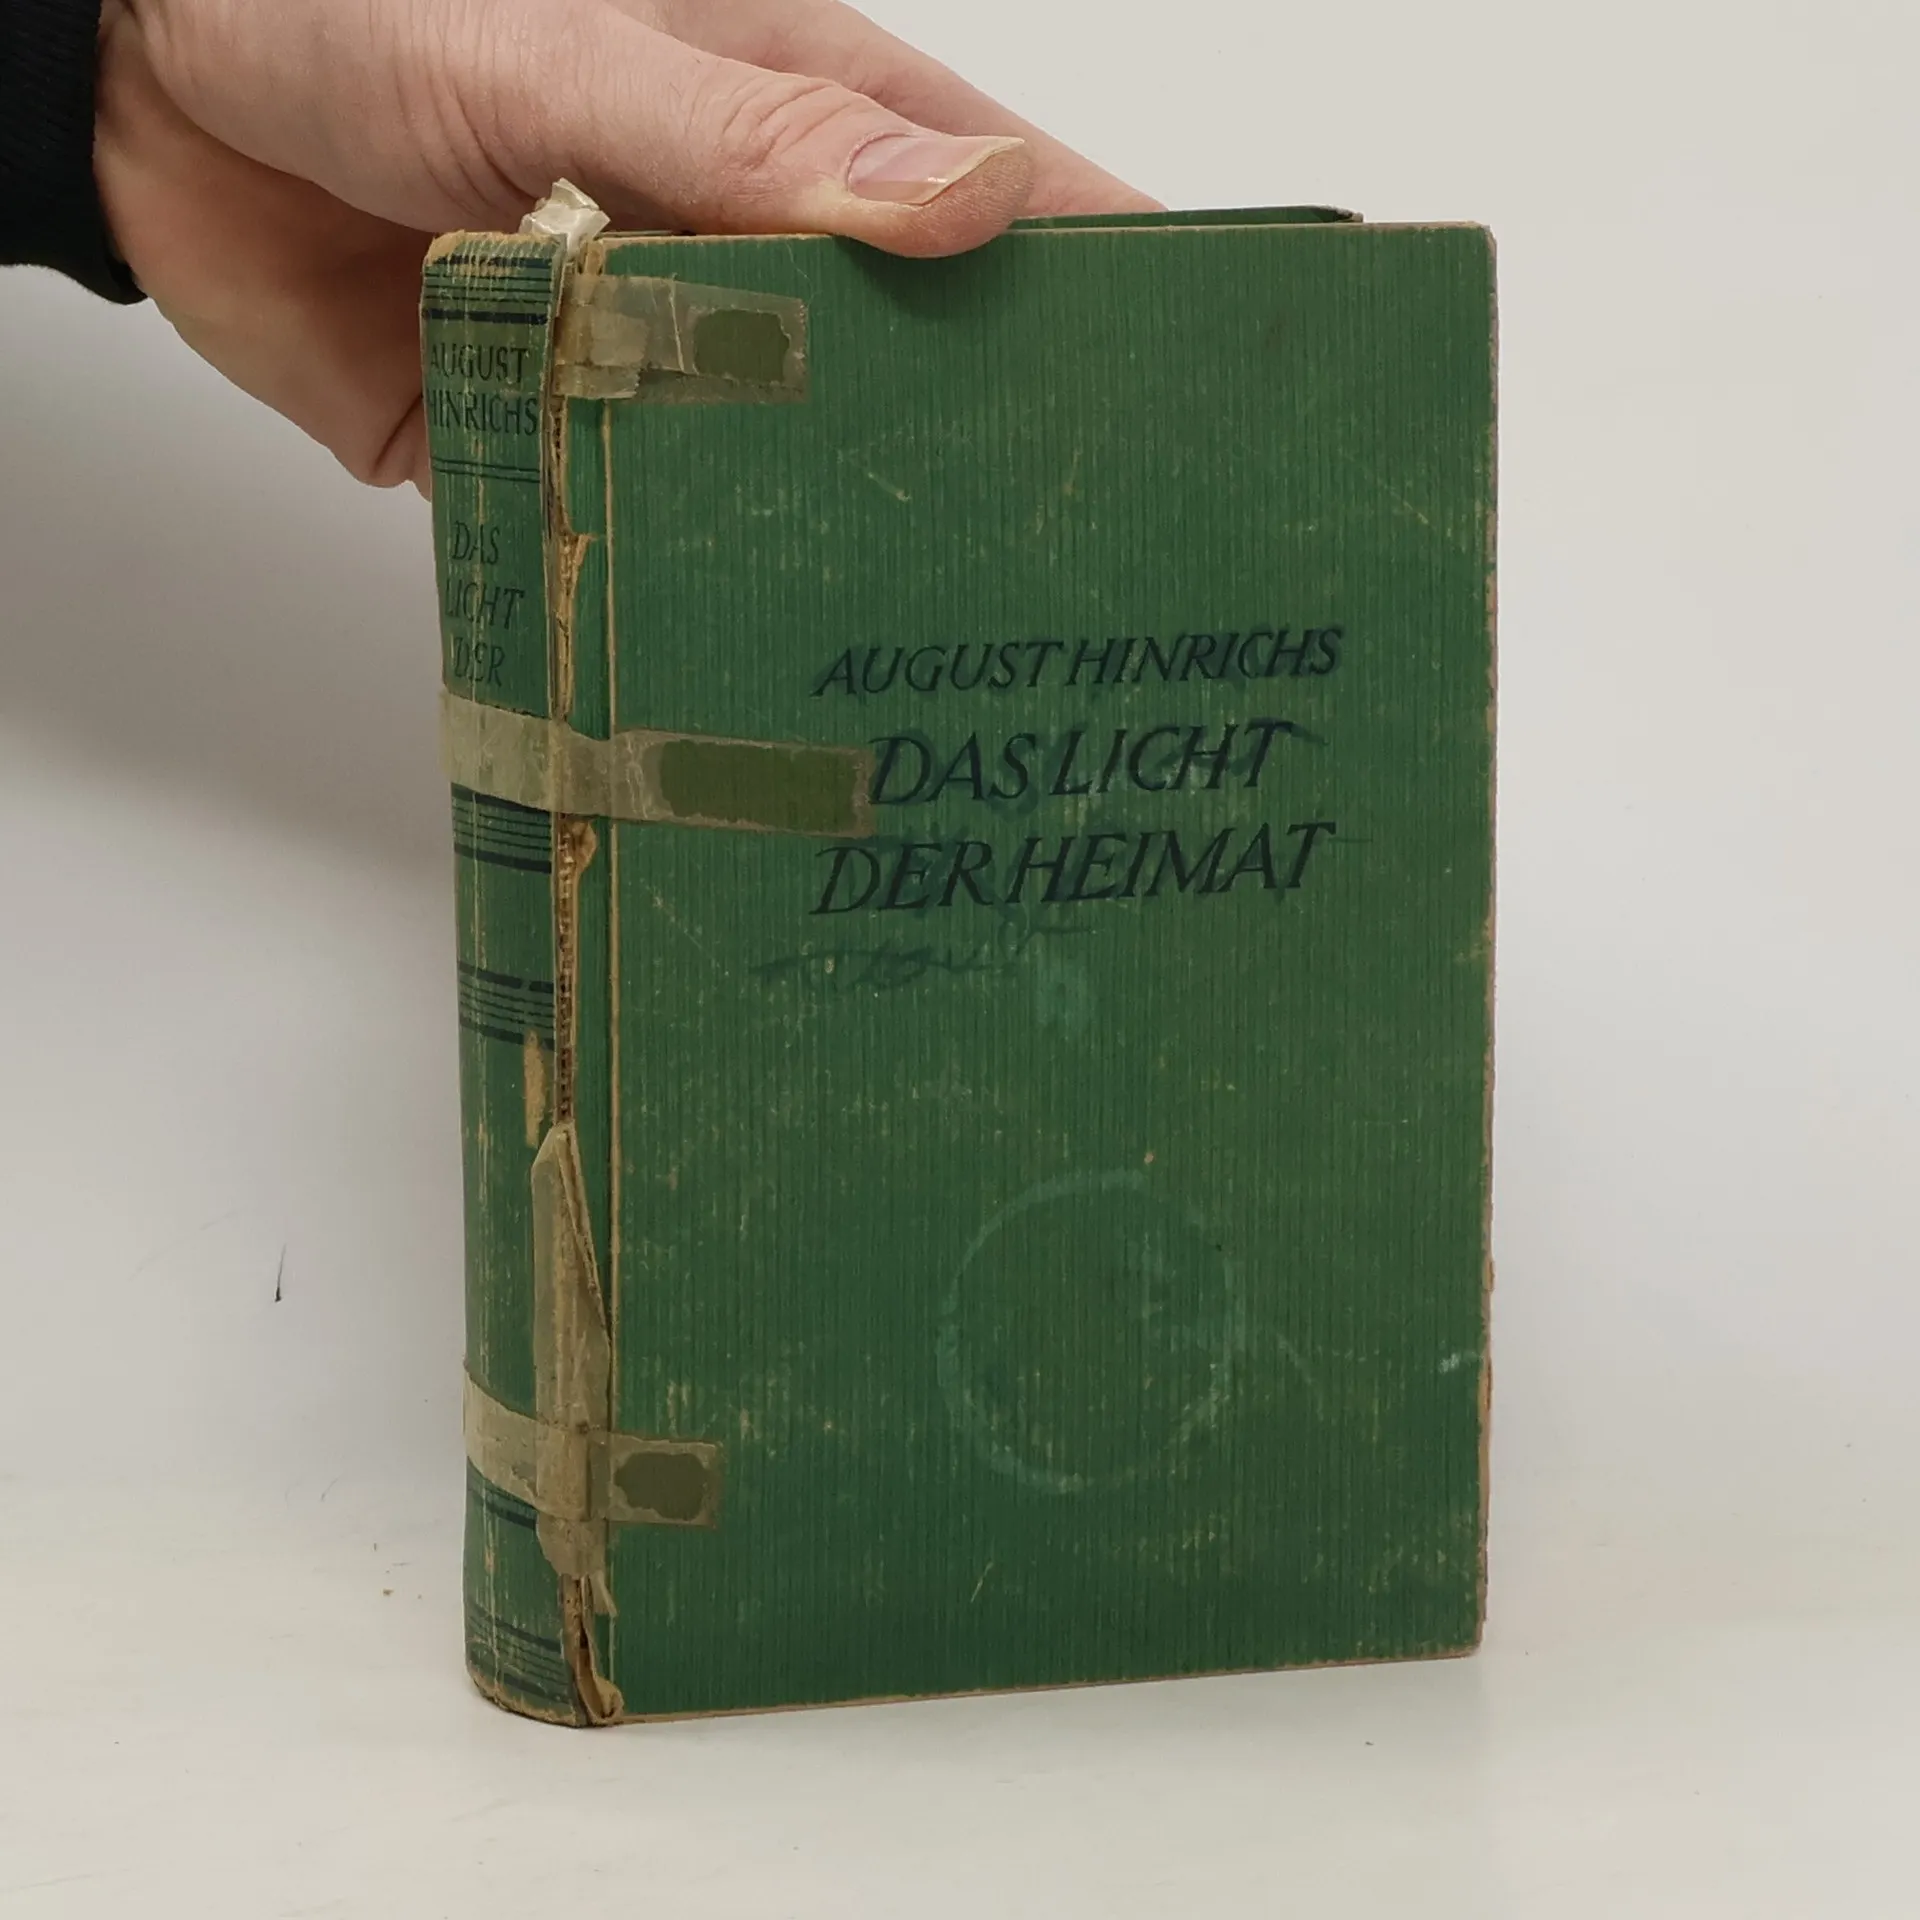 AUGUST
HINRICHS
DAS
LICHT
DER
AUGUST HINRICHS
DAS LICHT
DER HEIMAT